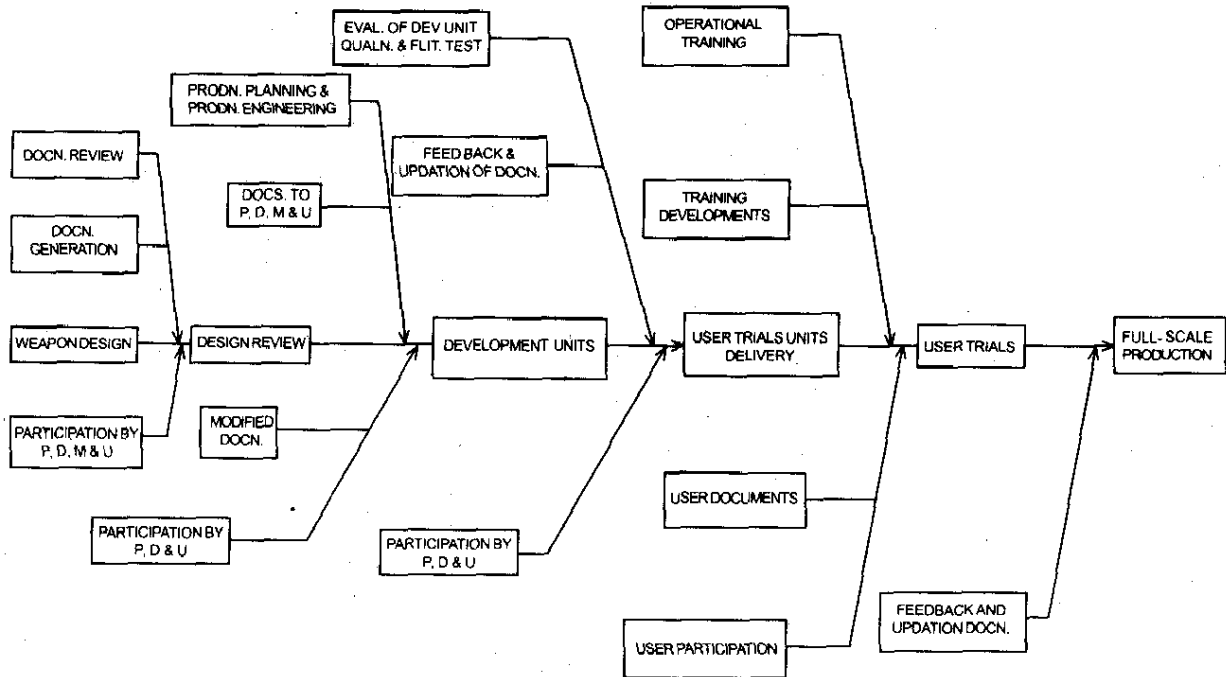 EVAL. OF DEV UNIT
QUALN. & FLIT. TEST
OPERATIONAL
TRAINING
PRODN. PLANNING &
PRODN. ENGINEERING
DOCN. REVIEW
FEED BACK &
UPDATION OF DOCN.
DOCS. TO
P, D, M & U
TRAINING
DEVELOPMENTS
DOCN.
GENERATION
WEAPON DESIGN
DESIGN REVIEW
DEVELOPMENT UNITS
USER TRIALS UNITS
DELIVERY
USER TRIALS
FULL- SCALE
PRODUCTION
PARTICIPATION BY
P, D, M & U
MODIFIED
DOCN.
USER DOCUMENTS
PARTICIPATION BY
P, D & U
PARTICIPATION BY
P, D & U
USER PARTICIPATION
FEEDBACK AND
UPDATION DOCN.